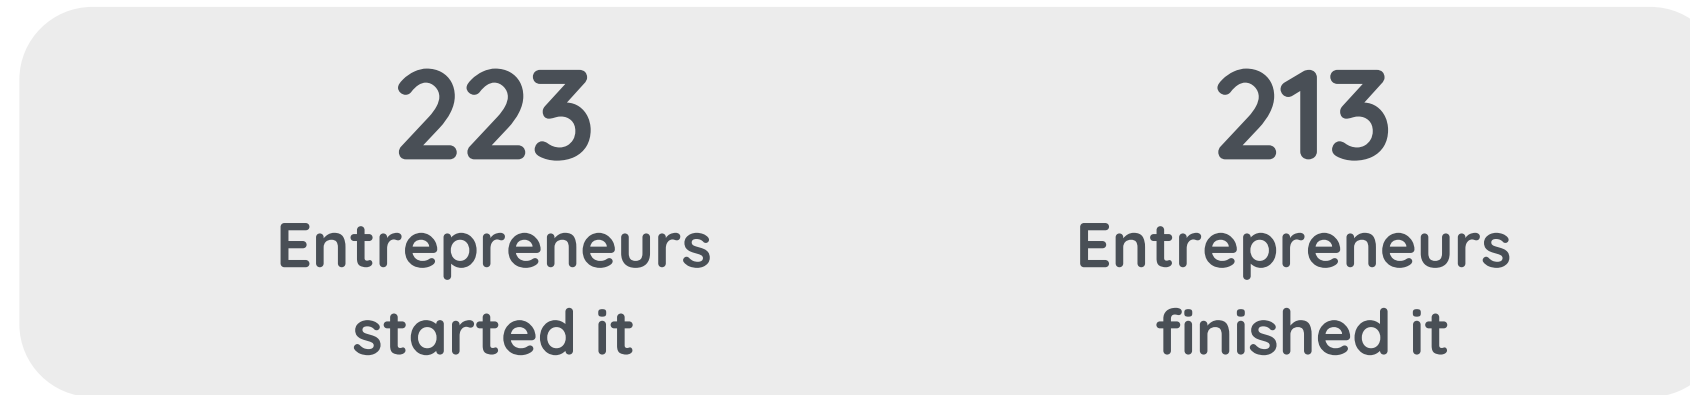 223
Entrepreneurs
started it
213
Entrepreneurs
finished it